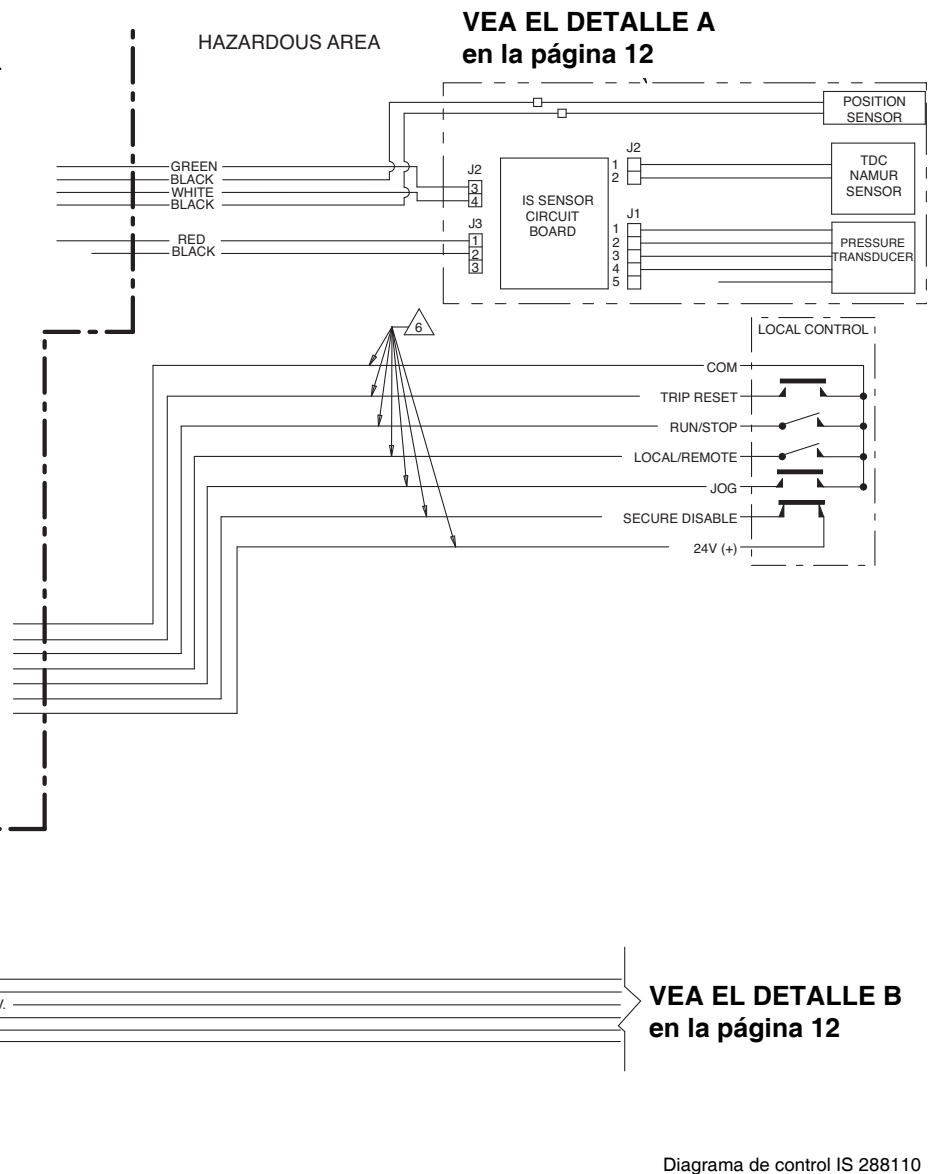 VEA EL DETALLE A
en la página 12
HAZARDOUS AREA
POSITION
SENSOR
GREEN
BLACK
WHITE
BLACK
RED
BLACK
J2
3
4
J3
1
2
3
IS SENSOR
CIRCUIT
BOARD
J2
1
2
J1
1
2
3
4
5
TDC
NAMUR
SENSOR
PRESSURE
TRANSDUCER
6
LOCAL CONTROL
COM
TRIP RESET
RUN/STOP
LOCAL/REMOTE
JOG
SECURE DISABLE
24V (+)
V.
VEA EL DETALLE B
en la página 12
Diagrama de control IS 288110